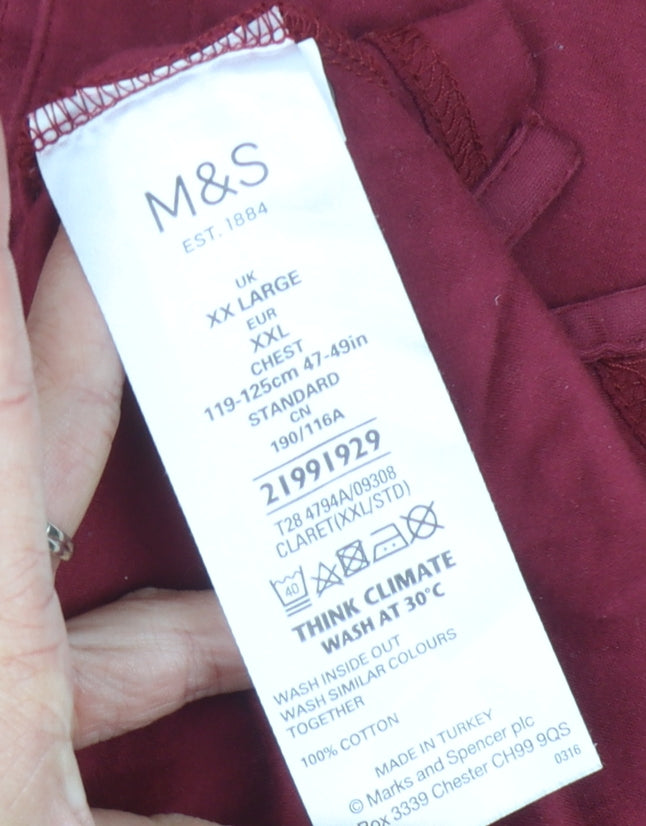 M&S
EST. 1884
UK
XX LARGE
EUR
XXL
CHEST
119-125cm 47-49in
STANDARD
CN
190/116A
21991929
T28 4794A/09308
CLARET(XXL/STD)
40
THINK CLIMATE
WASH AT 30°C
WASH INSIDE OUT
WASH SIMILAR COLOURS
TOGETHER
100% COTTON
MADE IN TURKEY
© Marks and Spencer plc
Box 3339 Chester CH99 9QS
0316